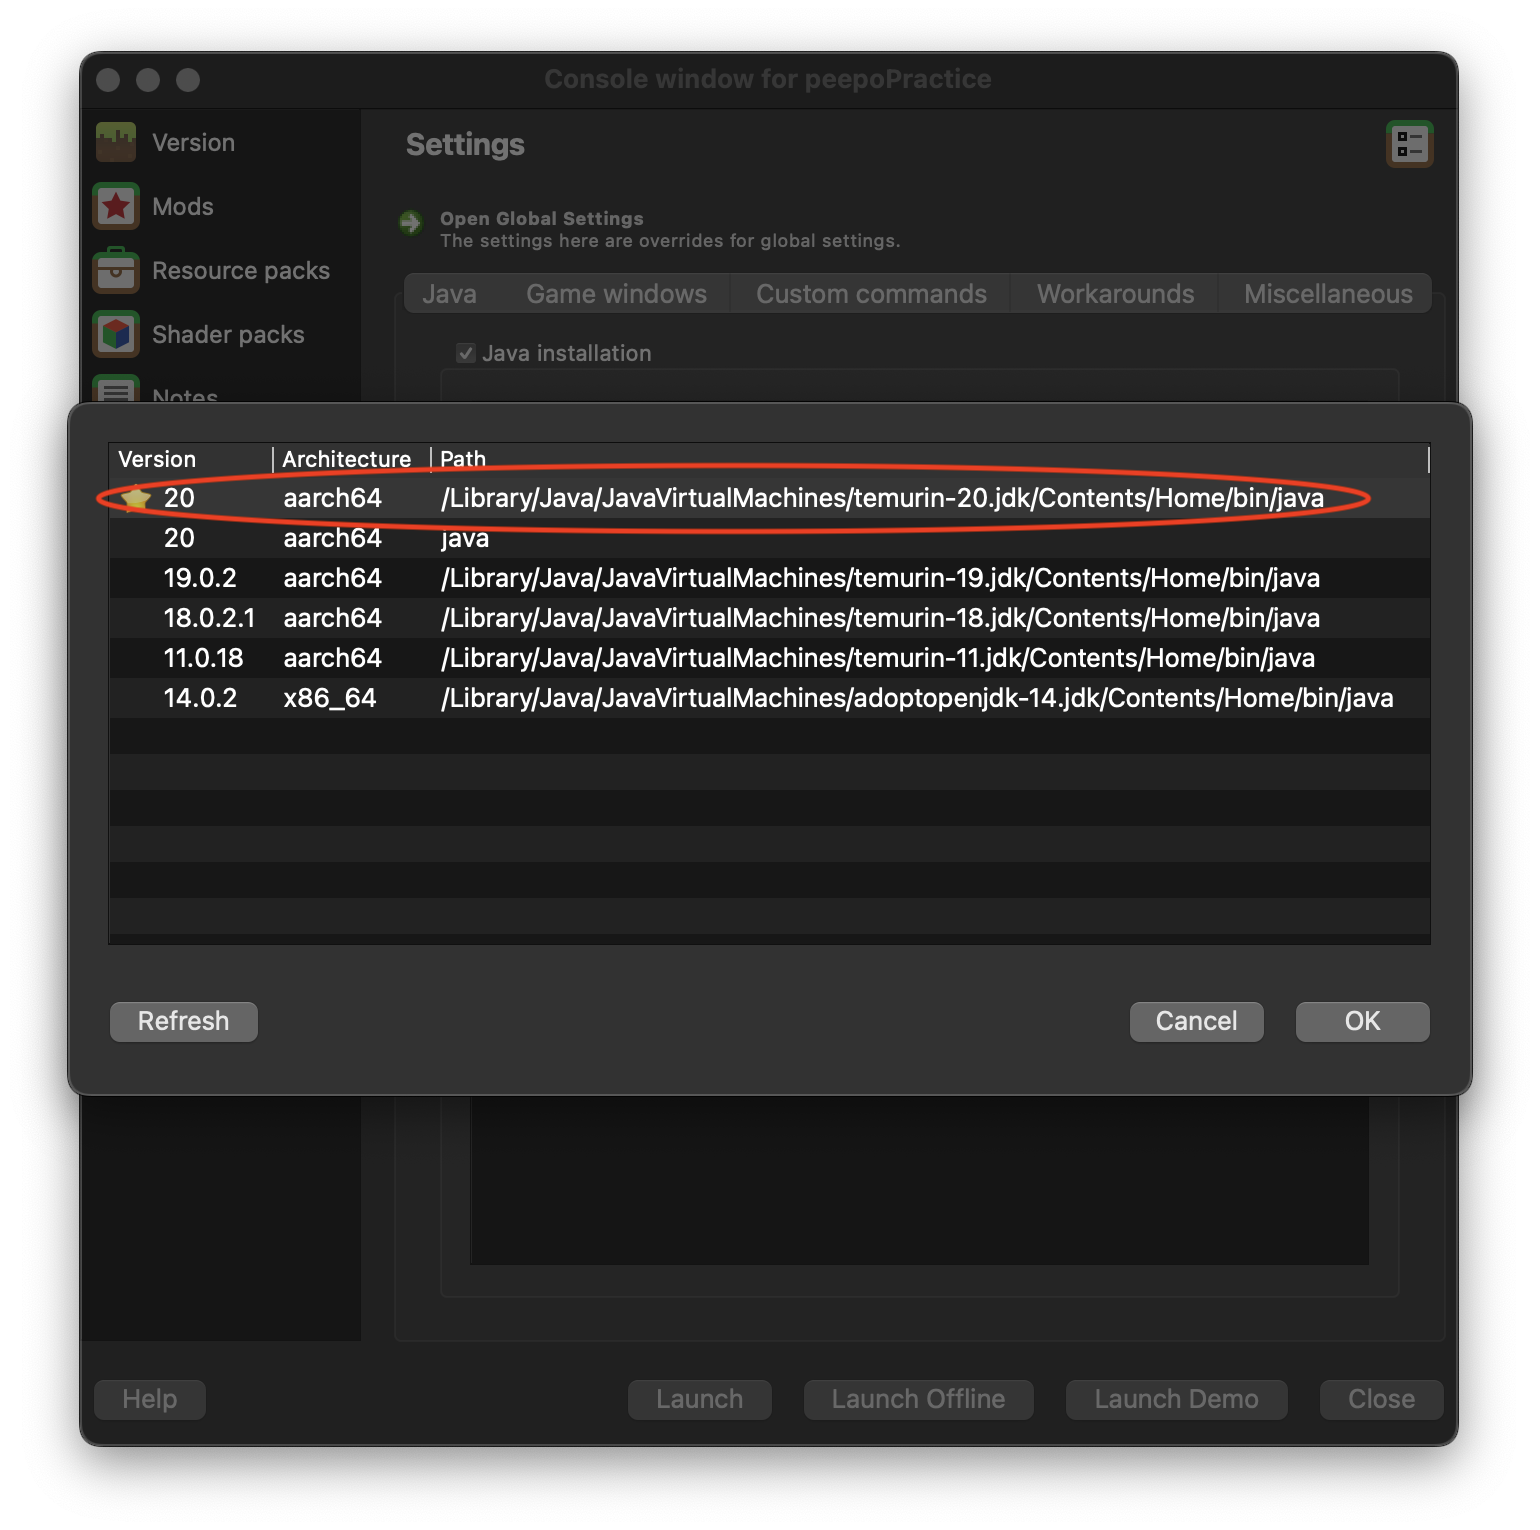 Console window for peepoPractice
Version
Mods
Resource packs
Shader packs
Notes
Settings
Open Global Settings
The settings here are overrides for global settings.
Java Game windows Custom commands Workarounds Miscellaneous
Java installation
Version Architecture Path
20 aarch64 /Library/Java/JavaVirtualMachines/temurin-20.jdk/Contents/Home/bin/java
20 aarch64 java
19.0.2 aarch64 /Library/Java/JavaVirtualMachines/temurin-19.jdk/Contents/Home/bin/java
18.0.2.1 aarch64 /Library/Java/JavaVirtualMachines/temurin-18.jdk/Contents/Home/bin/java
11.0.18 aarch64 /Library/Java/JavaVirtualMachines/temurin-11.jdk/Contents/Home/bin/java
14.0.2 x86_64 /Library/Java/JavaVirtualMachines/adoptopenjdk-14.jdk/Contents/Home/bin/java
Refresh Cancel OK
Help Launch Launch Offline Launch Demo Close